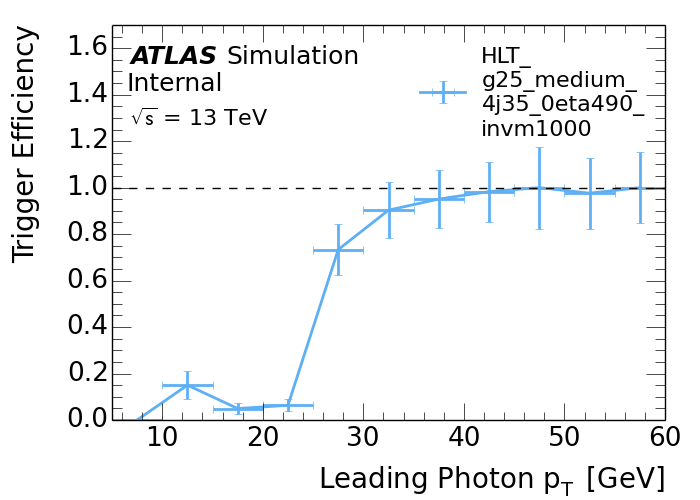 ATLAS Simulation
Internal
√s = 13 TeV
HLT_
g25_medium_
4j35_0eta490_
invm1000
Trigger Efficiency
1.6
1.4
1.2
1.0
0.8
0.6
0.4
0.2
0.0
10 20 30 40 50 60
Leading Photon pT [GeV]